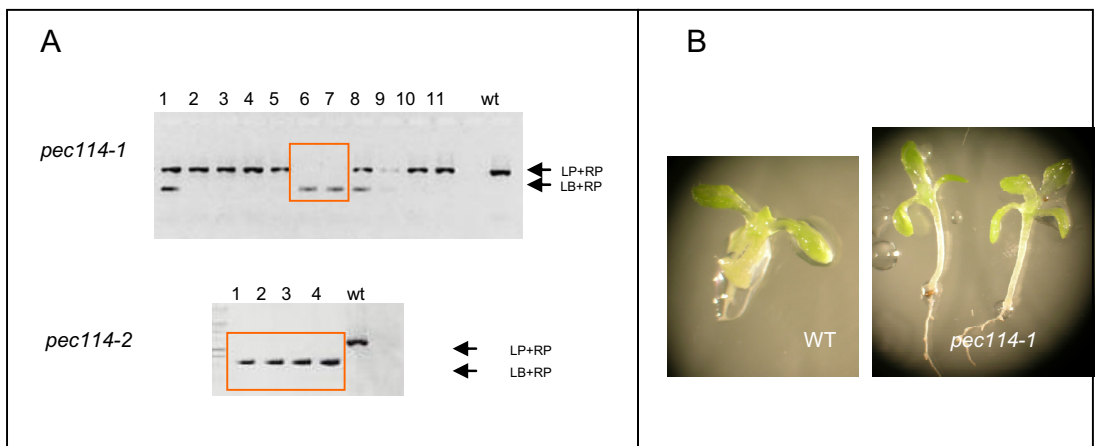 A
1 2 3 4 5 6 7 8 9 10 11 wt
pec114-1
LP+RP
LB+RP
1 2 3 4 wt
pec114-2
LP+RP
LB+RP
B
WT
pec114-1